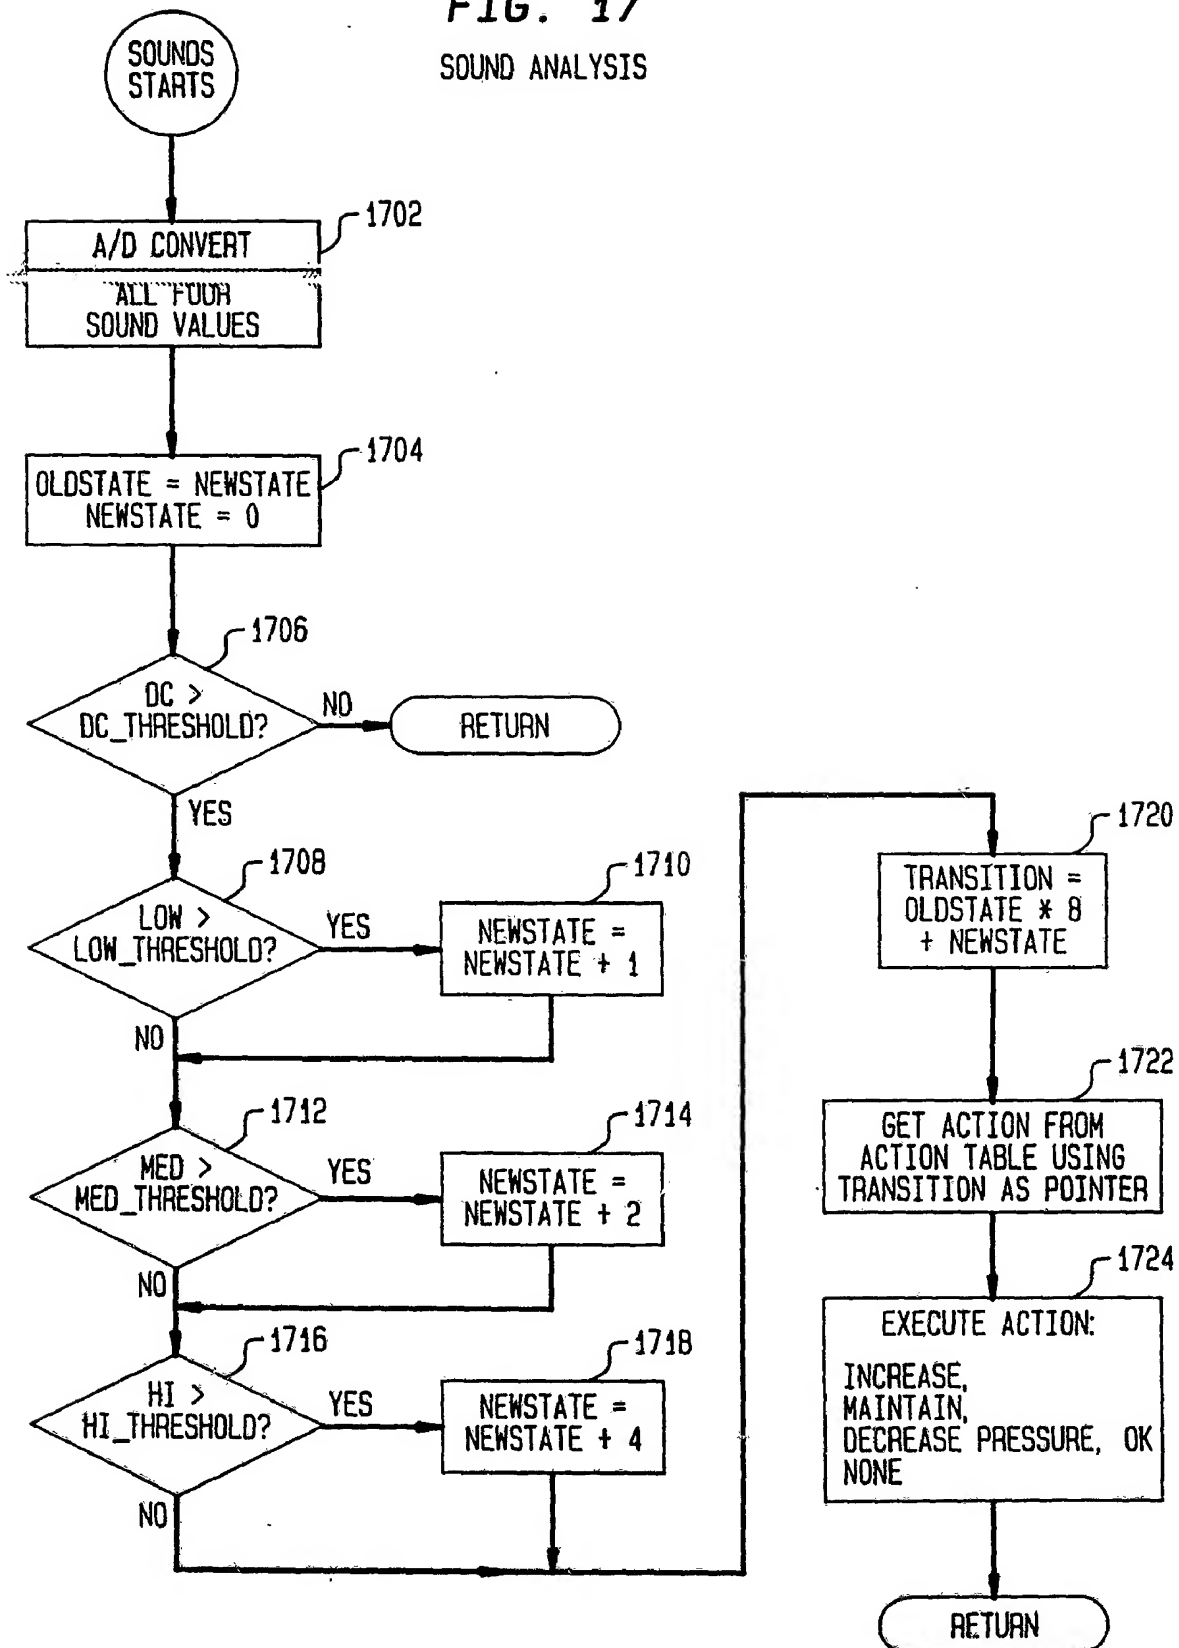 FIG. 17
SOUND ANALYSIS
SOUNDS
STARTS
1702
A/D CONVERT
ALL FOUR
SOUND VALUES
1704
OLDSTATE = NEWSTATE
NEWSTATE = 0
1706
DC >
DC_THRESHOLD?
NO
RETURN
YES
1708
LOW >
LOW_THRESHOLD?
YES
1710
NEWSTATE =
NEWSTATE + 1
NO
1712
MED >
MED_THRESHOLD?
YES
1714
NEWSTATE =
NEWSTATE + 2
NO
1716
HI >
HI_THRESHOLD?
YES
1718
NEWSTATE =
NEWSTATE + 4
NO
1720
TRANSITION =
OLDSTATE * 8
+ NEWSTATE
1722
GET ACTION FROM
ACTION TABLE USING
TRANSITION AS POINTER
1724
EXECUTE ACTION:
INCREASE,
MAINTAIN,
DECREASE PRESSURE, OK
NONE
RETURN